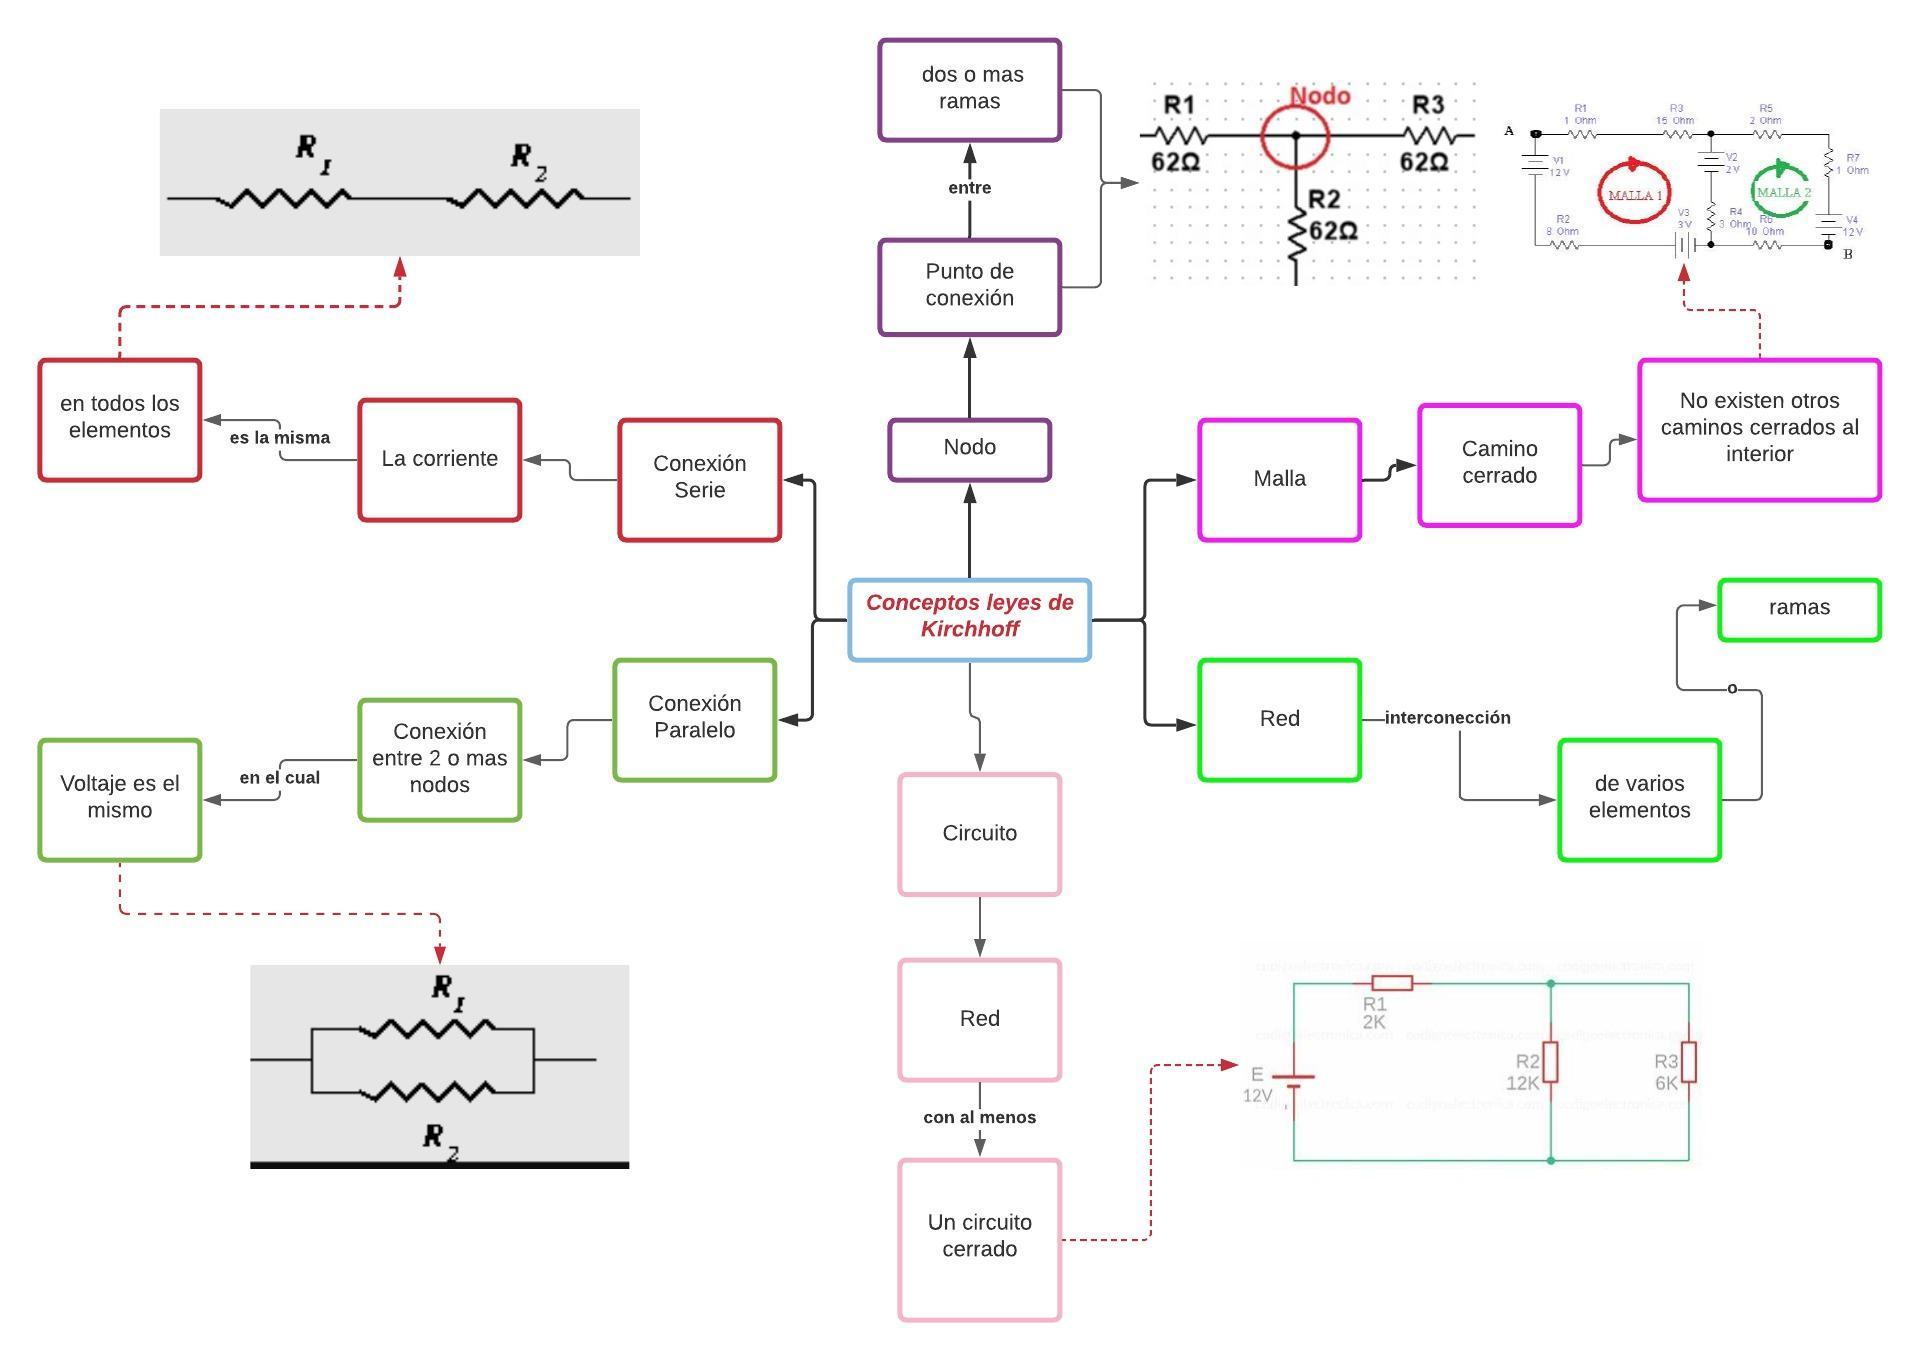 dos o mas
ramas
entre
Punto de
conexión
Nodo
R1
62Ω
Nodo
R3
62Ω
R2
62Ω
A
R1
1 Ohm
R3
15 Ohm
R5
2 Ohm
V1
12 V
MALLA 1
V2
2 V
MALLA 2
R7
1 Ohm
R2
8 Ohm
V3
3 V
R4
3 Ohm
R6
10 Ohm
V4
12 V
B
R1
R2
en todos los
elementos
es la misma
La corriente
Conexión
Serie
Malla
Camino
cerrado
No existen otros
caminos cerrados al
interior
Conceptos leyes de
Kirchhoff
Conexión
Paralelo
Conexión
entre 2 o mas
nodos
en el cual
Voltaje es el
mismo
R1
R2
Red
interconección
de varios
elementos
o
ramas
Circuito
Red
con al menos
Un circuito
cerrado
R1
2K
E
12V
R2
12K
R3
6K